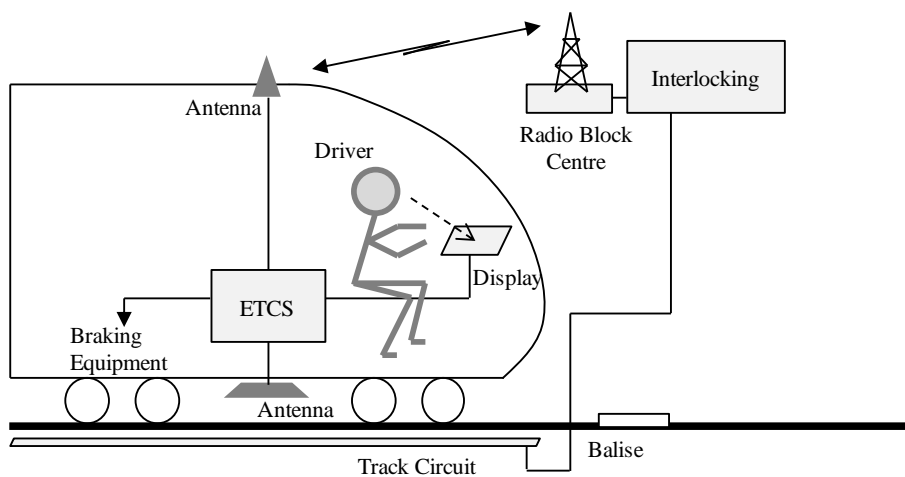 Interlocking
Antenna
Radio Block
Centre
Driver
Display
ETCS
Braking
Equipment
Antenna
Balise
Track Circuit